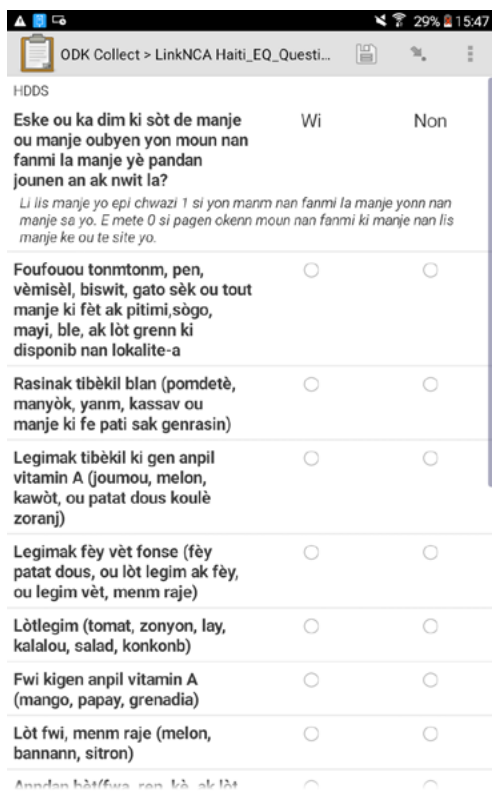 29% 15:47
ODK Collect > LinkNCA Haiti_EQ_Questi...
HDDS
Eske ou ka dim ki sòt de manje
ou manje oubyen yon moun nan
fanmi la manje yè pandan
jounen an ak nwit la?
Wi Non
Li lis manje yo epi chwazi 1 si yon manm nan fanmi la manje yonn nan
manje sa yo. E mete 0 si pagen okenn moun nan fanmi ki manje nan lis
manje ke ou te site yo.
Foufouou tonmtonm, pen,
vèmisèl, biswit, gato sèk ou tout
manje ki fèt ak pitimi,sògo,
mayi, ble, ak lòt grenn ki
disponib nan lokalite-a
Rasinak tibèkil blan (pomdetè,
manyòk, yanm, kassav ou
manje ki fe pati sak genrasin)
Legimak tibèkil ki gen anpil
vitamin A (joumou, melon,
kawòt, ou patat dous koulè
zoranj)
Legimak fèy vèt fonse (fèy
patat dous, ou lòt legim ak fèy,
ou legim vèt, menm raje)
Lòtlegim (tomat, zonyon, lay,
kalalou, salad, konkonb)
Fwi kigen anpil vitamin A
(mango, papay, grenadia)
Lòt fwi, menm raje (melon,
bannann, sitron)